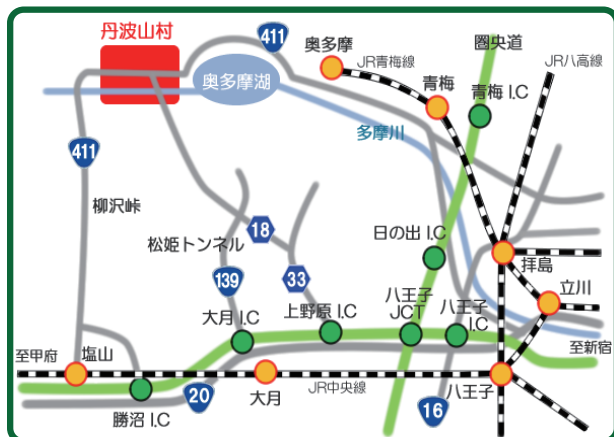 丹波山村
411
奥多摩
圏央道
JR八高線
JR青梅線
奥多摩湖
青梅
青梅 I.C
多摩川
411
柳沢峠
18
日の出 I.C
松姫トンネル
33
拝島
139
八王子
JCT
八王子
I.C
立川
大月 I.C
上野原 I.C
至甲府
塩山
至新宿
20
大月
JR中央線
八王子
勝沼 I.C
16